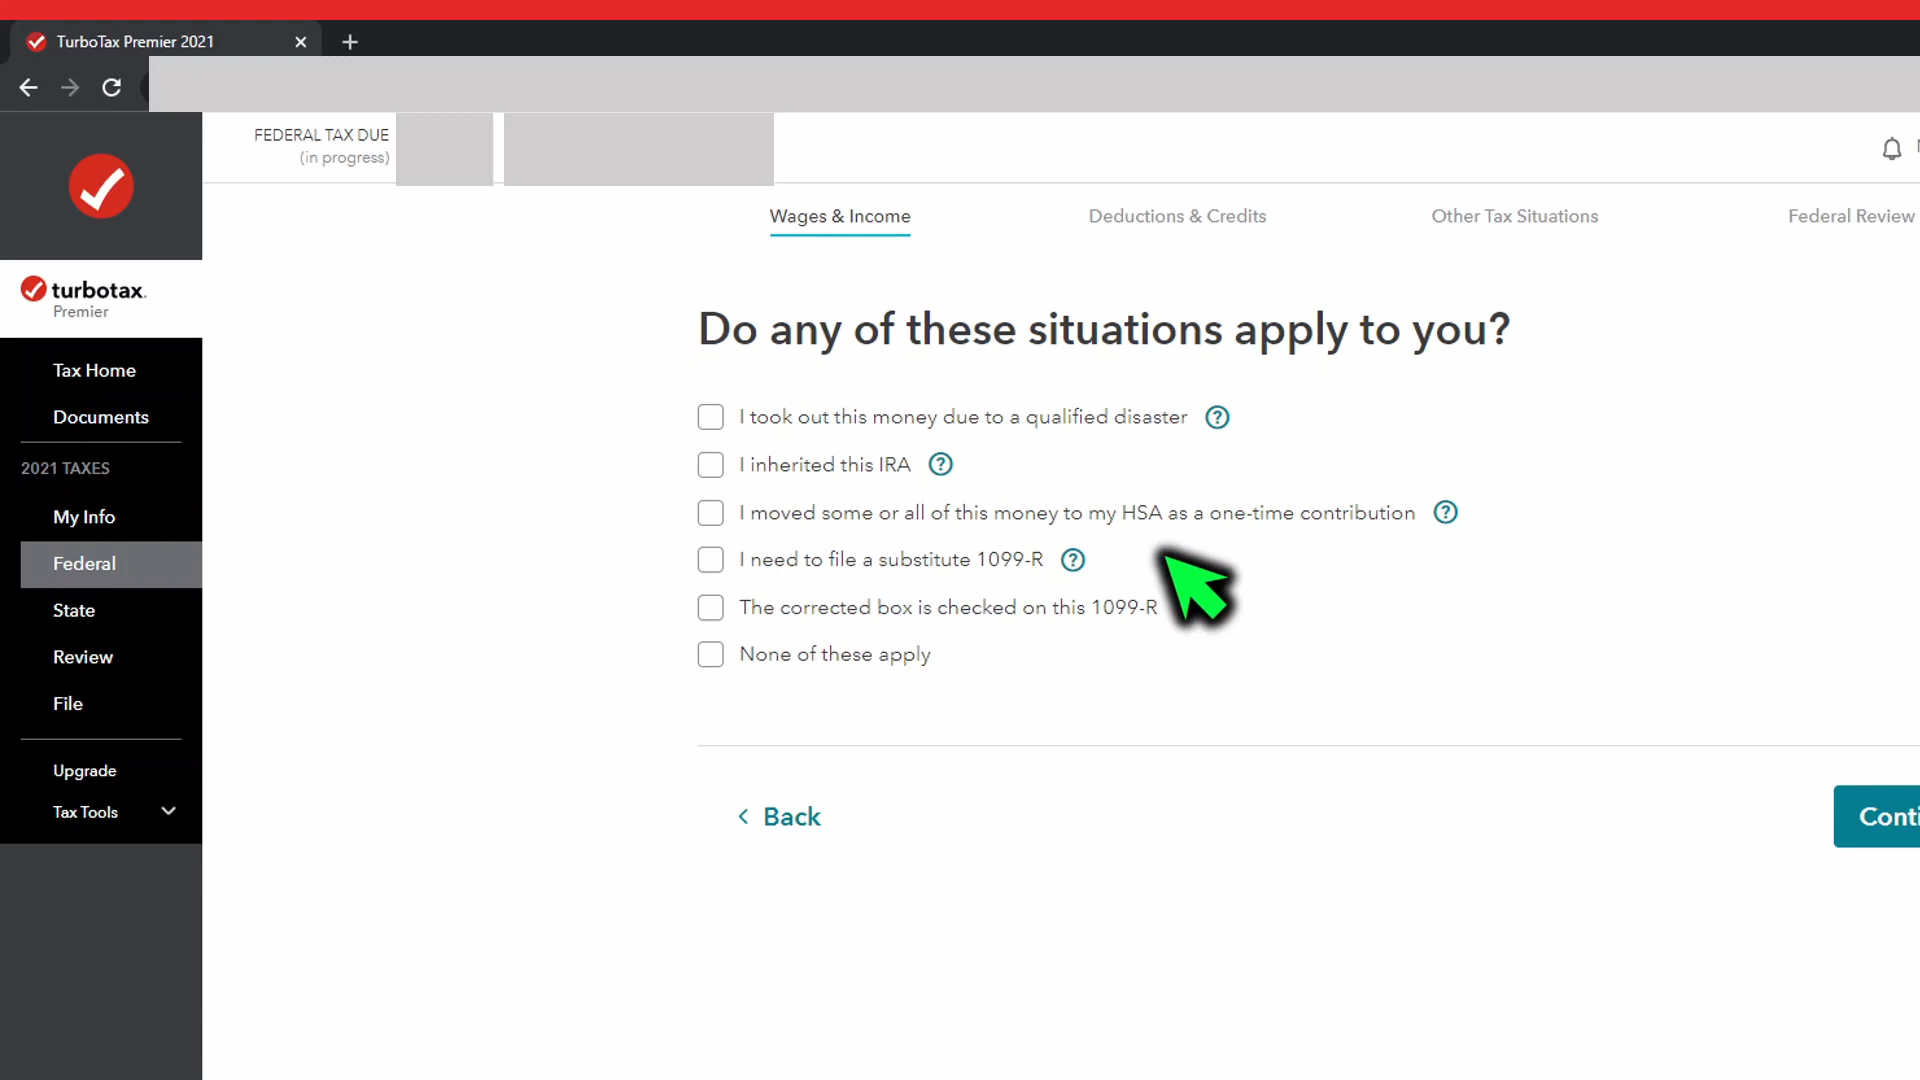 TurboTax Premier 2021
FEDERAL TAX DUE
(in progress)
Wages & Income
Deductions & Credits
Other Tax Situations
Federal Review
turbotax.
Premier
Tax Home
Documents
2021 TAXES
My Info
Federal
State
Review
File
Upgrade
Tax Tools
Do any of these situations apply to you?
I took out this money due to a qualified disaster ?
I inherited this IRA ?
I moved some or all of this money to my HSA as a one-time contribution ?
I need to file a substitute 1099-R ?
The corrected box is checked on this 1099-R
None of these apply
Back
Conti